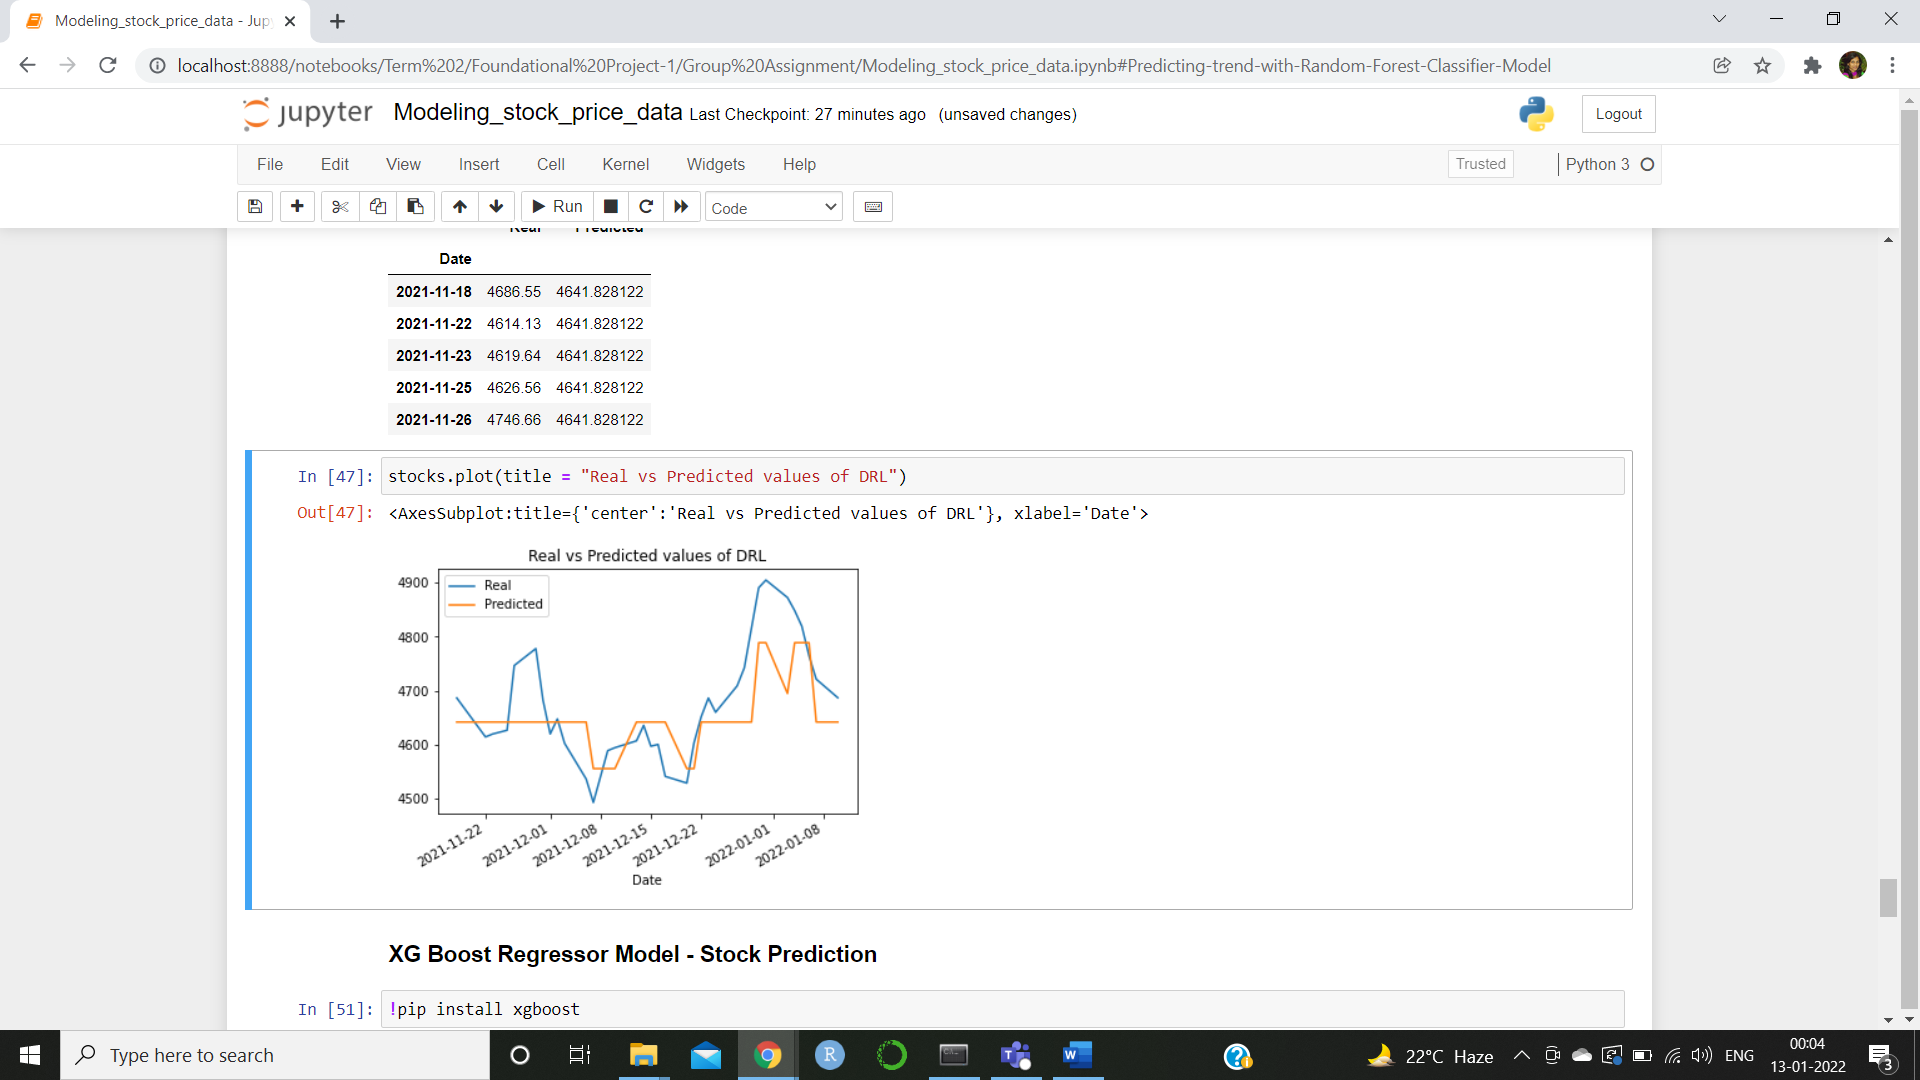 Modeling_stock_price_data - Jup
localhost:8888/notebooks/Term%202/Foundational%20Project-1/Group%20Assignment/Modeling_stock_price_data.ipynb#Predicting-trend-with-Random-Forest-Classifier-Model
jupyter Modeling_stock_price_data Last Checkpoint: 27 minutes ago (unsaved changes) Logout
File Edit View Insert Cell Kernel Widgets Help Trusted Python 3
Run Code
Real Predicted
Date
2021-11-18 4686.55 4641.828122
2021-11-22 4614.13 4641.828122
2021-11-23 4619.64 4641.828122
2021-11-25 4626.56 4641.828122
2021-11-26 4746.66 4641.828122
In [47]: stocks.plot(title = "Real vs Predicted values of DRL")
Out[47]: <AxesSubplot:title={'center':'Real vs Predicted values of DRL'}, xlabel='Date'>
Real vs Predicted values of DRL
Real
Predicted
4900
4800
4700
4600
4500
2021-11-22 2021-12-01 2021-12-08 2021-12-15 2021-12-22 2022-01-01 2022-01-08
Date
XG Boost Regressor Model - Stock Prediction
In [51]: !pip install xgboost
Type here to search
R
W
22°C Haze
ENG
00:04
13-01-2022
3